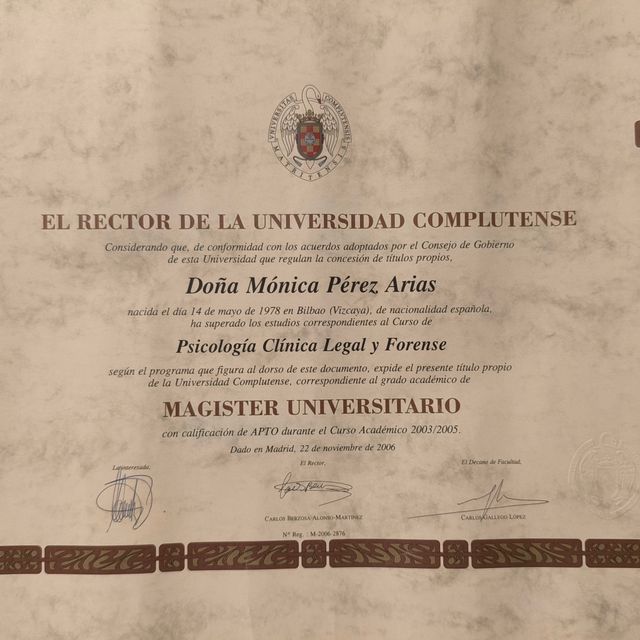 UNIVERSITAS COMPLUTENSIS
MATRITENSIS
EL RECTOR DE LA UNIVERSIDAD COMPLUTENSE
Considerando que, de conformidad con los acuerdos adoptados por el Consejo de Gobierno
de esta Universidad que regulan la concesión de títulos propios,
Doña Mónica Pérez Arias
nacida el día 14 de mayo de 1978 en Bilbao (Vizcaya), de nacionalidad española,
ha superado los estudios correspondientes al Curso de
Psicología Clínica Legal y Forense
según el programa que figura al dorso de este documento, expide el presente título propio
de la Universidad Complutense, correspondiente al grado académico de
MAGISTER UNIVERSITARIO
con calificación de APTO durante el Curso Académico 2003/2005.
Dado en Madrid, 22 de noviembre de 2006
La interesada,
El Rector,
El Decano de Facultad,
CARLOS BERZOSA ALONSO-MARTÍNEZ
CARLOS GALLEGO LÓPEZ
Nº Reg. : M-2006-2876